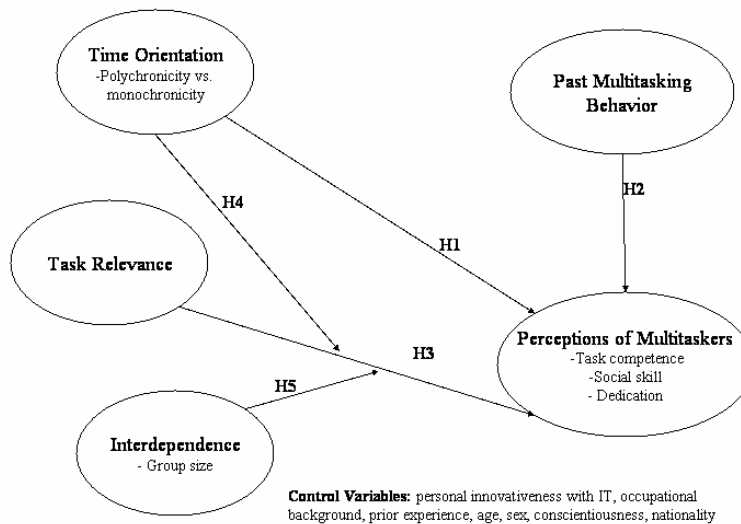 Time Orientation
-Polychronicity vs.
monochronicity
Past Multitasking
Behavior
H2
H4
H1
Task Relevance
Perceptions of Multitaskers
-Task competence
-Social skill
- Dedication
H3
H5
Interdependence
- Group size
Control Variables: personal innovativeness with IT, occupational
background, prior experience, age, sex, conscientiousness, nationality